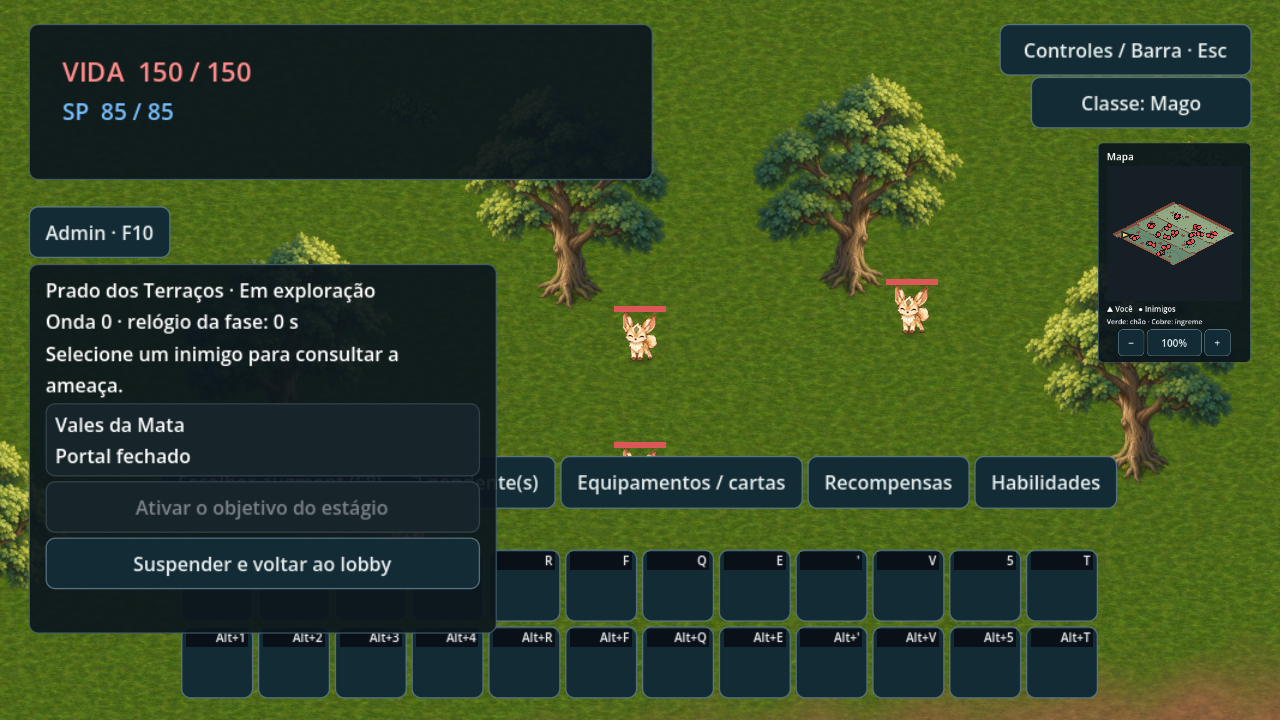 VIDA 150 / 150
SP 85 / 85
Controles / Barra · Esc
Classe: Mago
Mapa
▲ Você ● Inimigos
Verde: chão · Cobre: íngreme
− 100% +
Admin · F10
Prado dos Terraços · Em exploração
Onda 0 · relógio da fase: 0 s
Selecione um inimigo para consultar a
ameaça.
Vales da Mata
Portal fechado
Ativar o objetivo do estágio
Suspender e voltar ao lobby
te(s)
Equipamentos / cartas
Recompensas
Habilidades
R F Q E ' V 5 T
Alt+1 Alt+2 Alt+3 Alt+4 Alt+R Alt+F Alt+Q Alt+E Alt+' Alt+V Alt+5 Alt+T